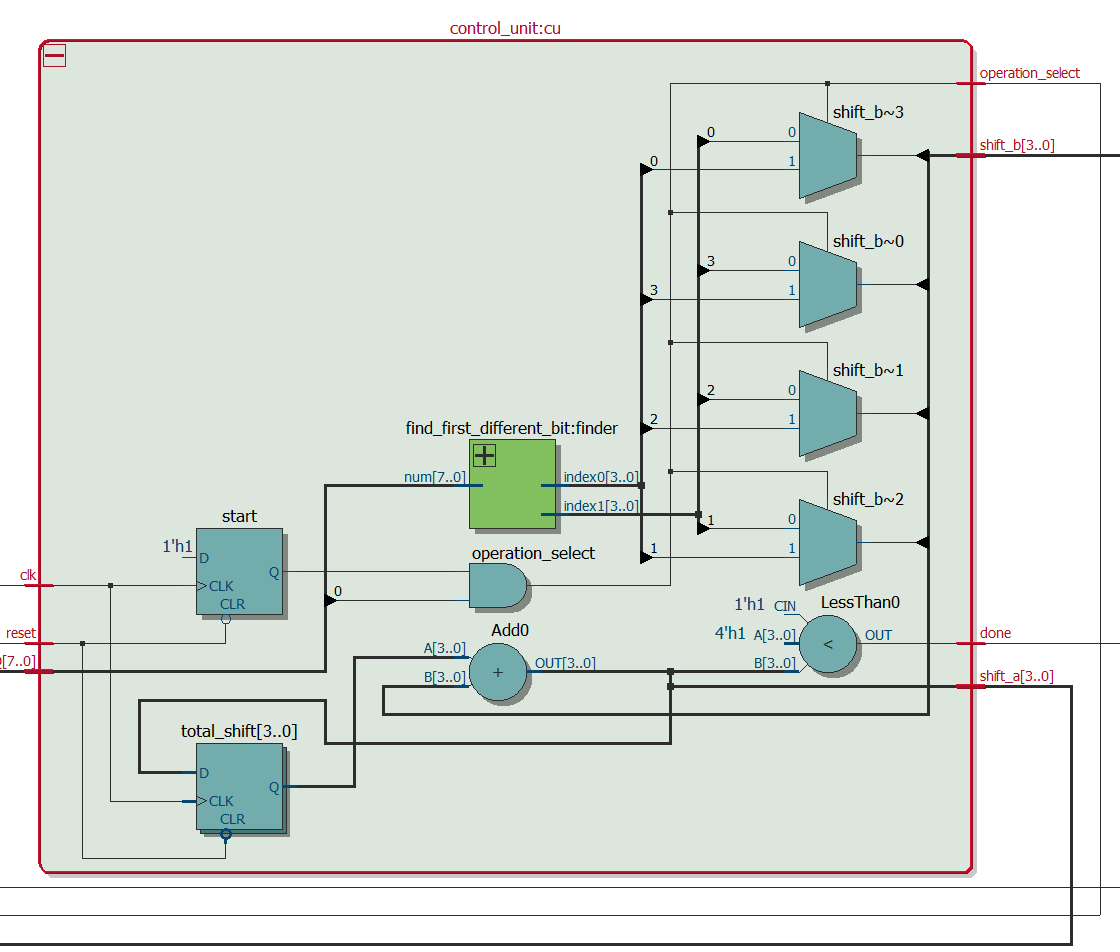 control_unit:cu
operation_select
shift_b~3
0
0
shift_b[3..0]
0
1
shift_b~0
3
0
3
1
shift_b~1
2
0
find_first_different_bit:finder
2
1
num[7..0]
index0[3..0]
shift_b~2
index1[3..0]
start
1
0
1'h1
D
operation_select
1
1
Q
clk
CLK
0
CLR
1'h1
CIN
LessThan0
reset
Add0
4'h1
A[3..0]
<
OUT
done
A[3..0]
[7..0]
+
OUT[3..0]
B[3..0]
B[3..0]
shift_a[3..0]
total_shift[3..0]
D
Q
CLK
CLR